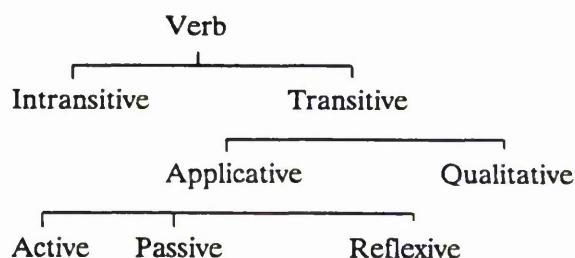 Verb
Intransitive Transitive
Applicative Qualitative
Active Passive Reflexive